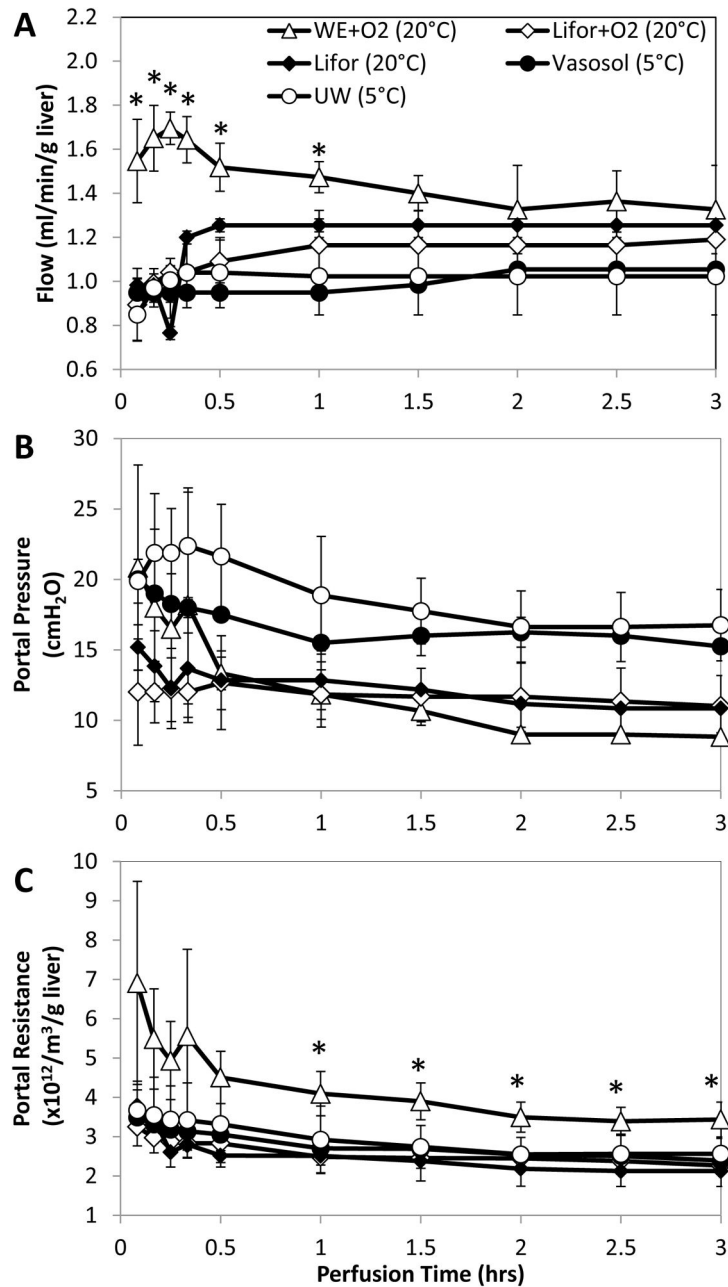 A
WE+O2 (20°C)
Lifor+O2 (20°C)
Lifor (20°C)
Vasosol (5°C)
UW (5°C)
Flow (ml/min/g liver)
2.2
2.0
1.8
1.6
1.4
1.2
1.0
0.8
0.6
* * * * * *
0 0.5 1 1.5 2 2.5 3
B
Portal Pressure
(cmH₂O)
30
25
20
15
10
5
0 0.5 1 1.5 2 2.5 3
C
Portal Resistance
(x10¹²/m³/g liver)
10
9
8
7
6
5
4
3
2
1
* * * * *
0 0.5 1 1.5 2 2.5 3
Perfusion Time (hrs)